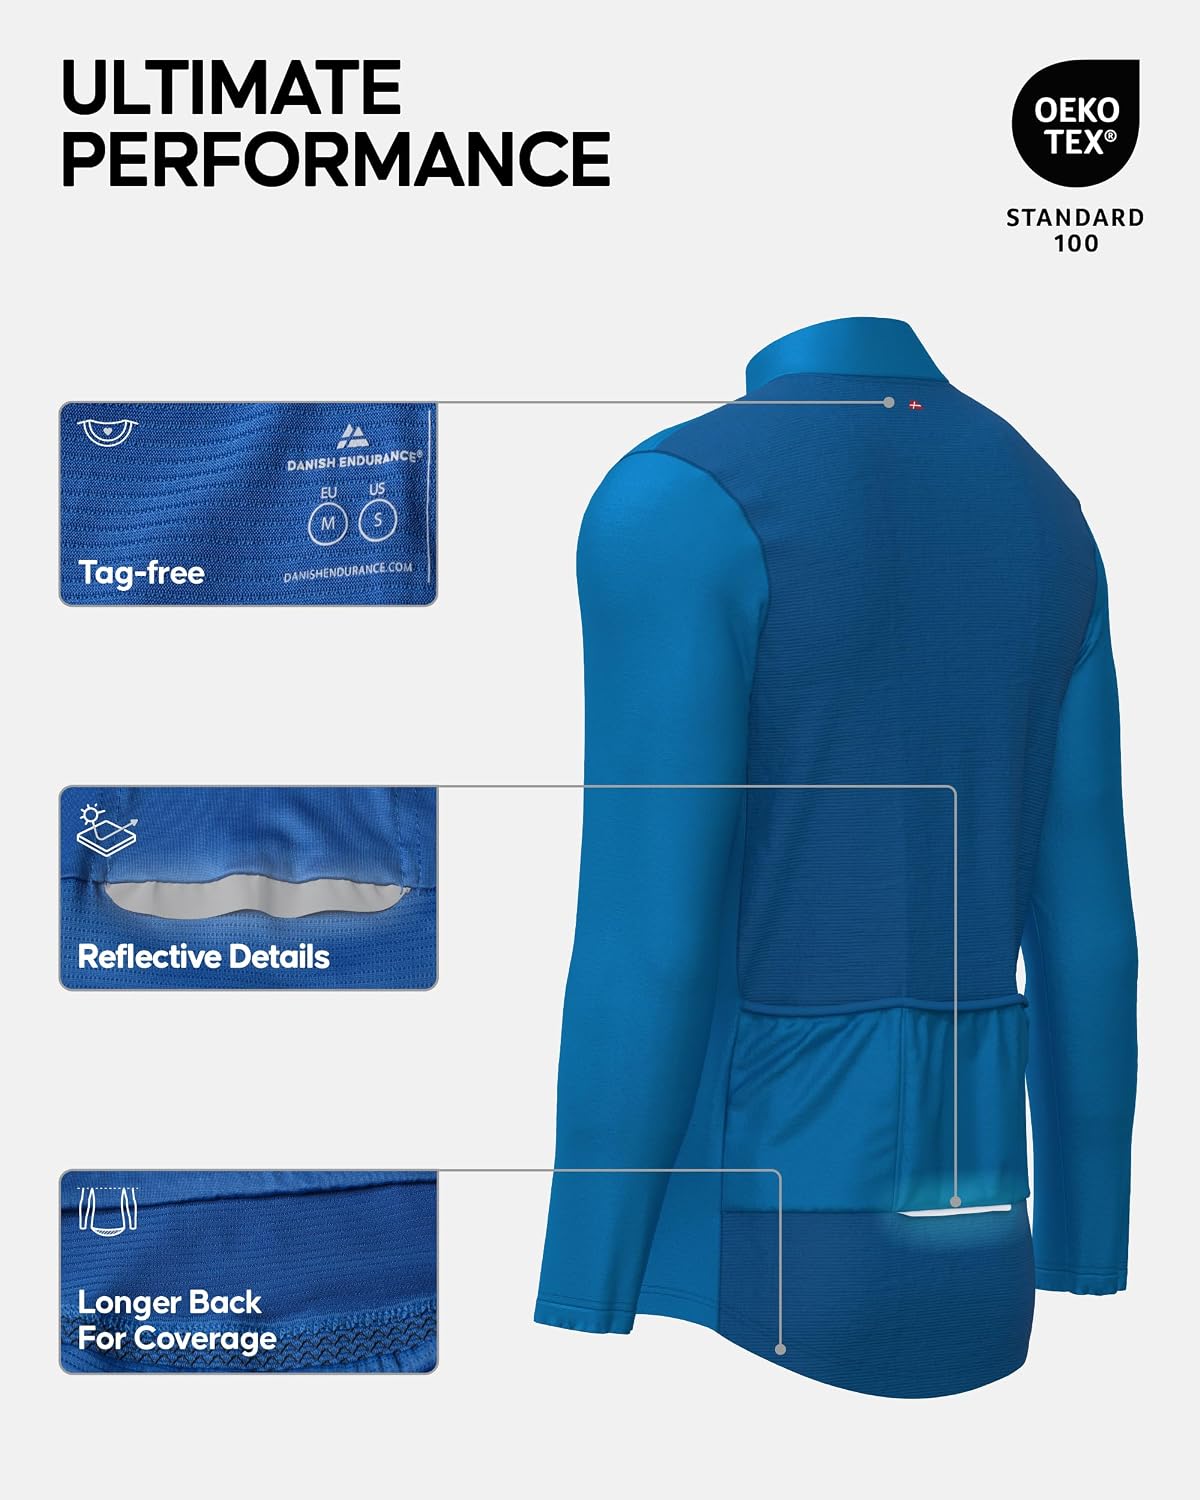 ULTIMATE
PERFORMANCE
OEKO
TEX®
STANDARD
100
DANISH ENDURANCE®
EU US
M S
DANISHENDURANCE.COM
Tag-free
Reflective Details
Longer Back
For Coverage